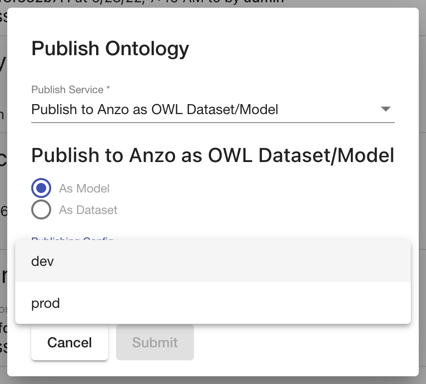 Publish Ontology
Publish Service *
Publish to Anzo as OWL Dataset/Model
Publish to Anzo as OWL Dataset/Model
As Model
As Dataset
Publishing Config
dev
prod
Cancel
Submit